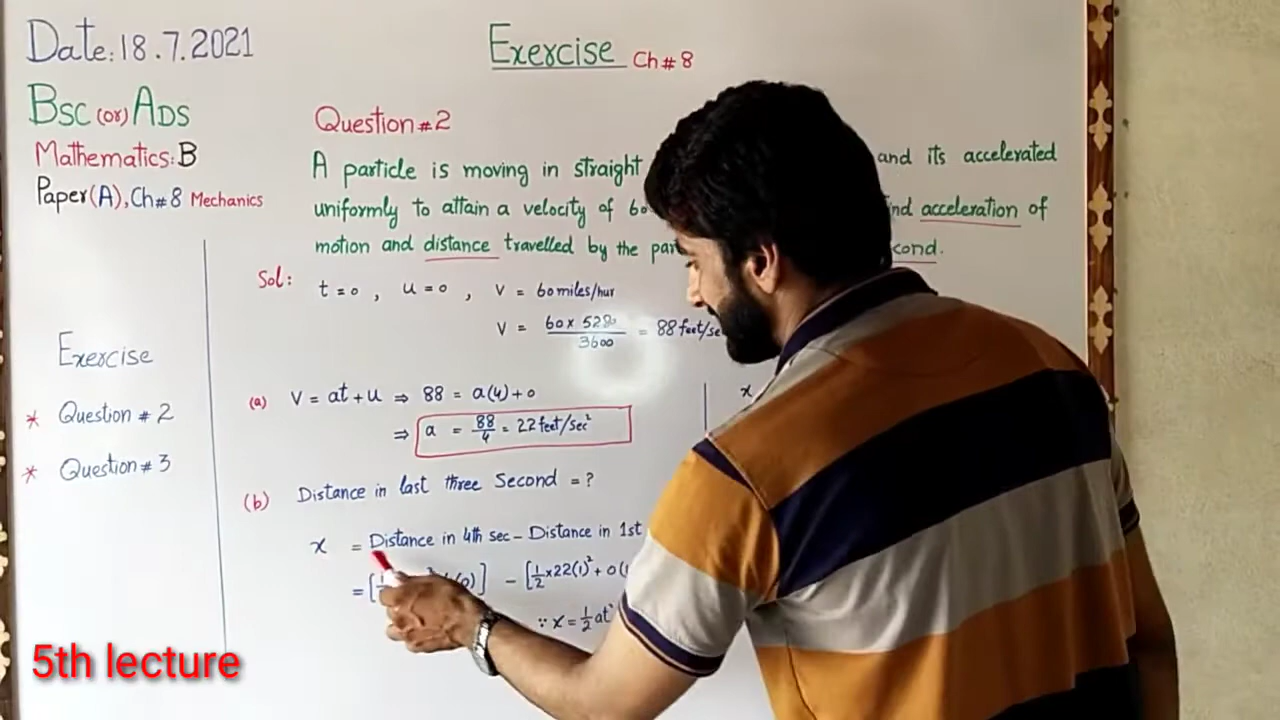 Date: 18.7.2021
Exercise Ch# 8
BSC (or) ADS
Mathematics: B
Paper (A), Ch# 8 Mechanics
Question #2
A particle is moving in straight and its accelerated
uniformly to attain a velocity of 60 acceleration of
motion and distance travelled by the
Sol: t = 0 , u = 0 , v = 60 miles/hur
v = 60 x 5280 / 3600 = 88 feet/se
Exercise
* Question # 2
* Question # 3
(a) v = at + u ⇒ 88 = a(4) + 0
x
⇒ a = 88/4 = 22 feet/sec²
(b) Distance in last three Second = ?
x = Distance in 4th sec - Distance in 1st
= [ (0)] - [1/2 x 22(1)² + 0(1
∵ x = 1/2 at²
5th lecture